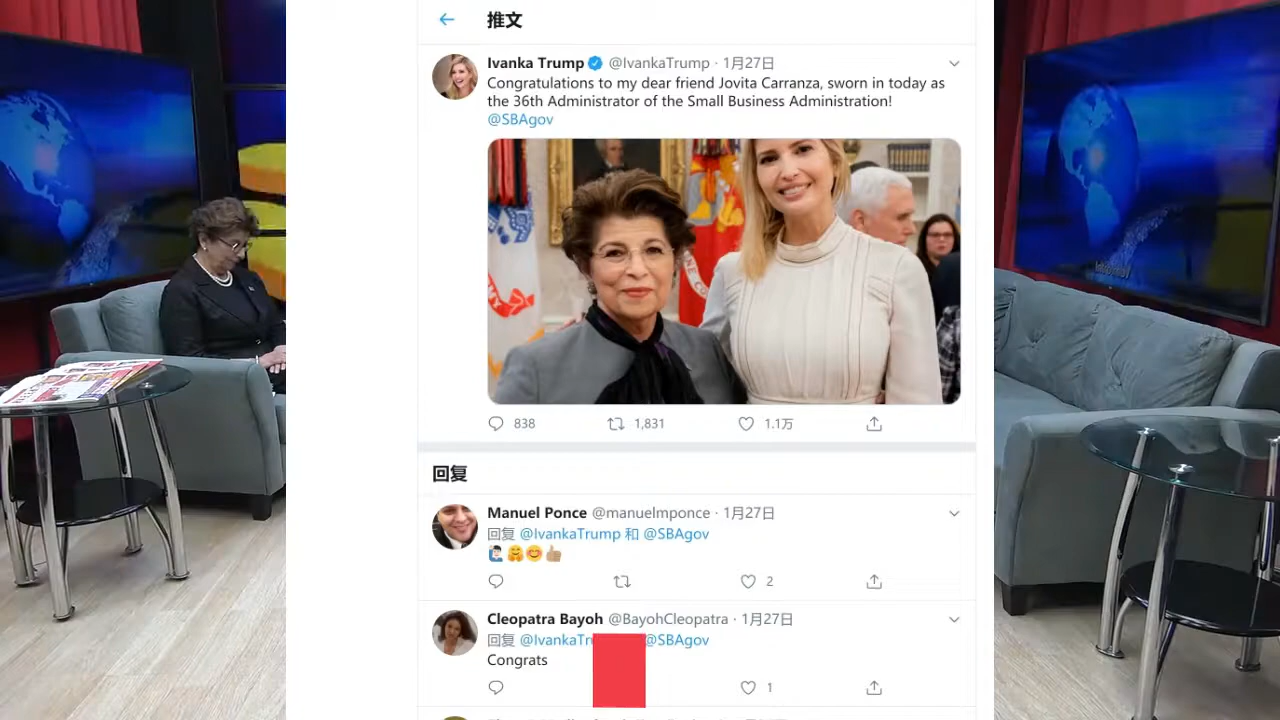 推文
Ivanka Trump @IvankaTrump · 1月27日
Congratulations to my dear friend Jovita Carranza, sworn in today as
the 36th Administrator of the Small Business Administration!
@SBAgov
838 1,831 1.1万
回复
Manuel Ponce @manuelmponce · 1月27日
回复 @IvankaTrump 和 @SBAgov
2
Cleopatra Bayoh @BayohCleopatra · 1月27日
回复 @SBAgov
Congrats
1